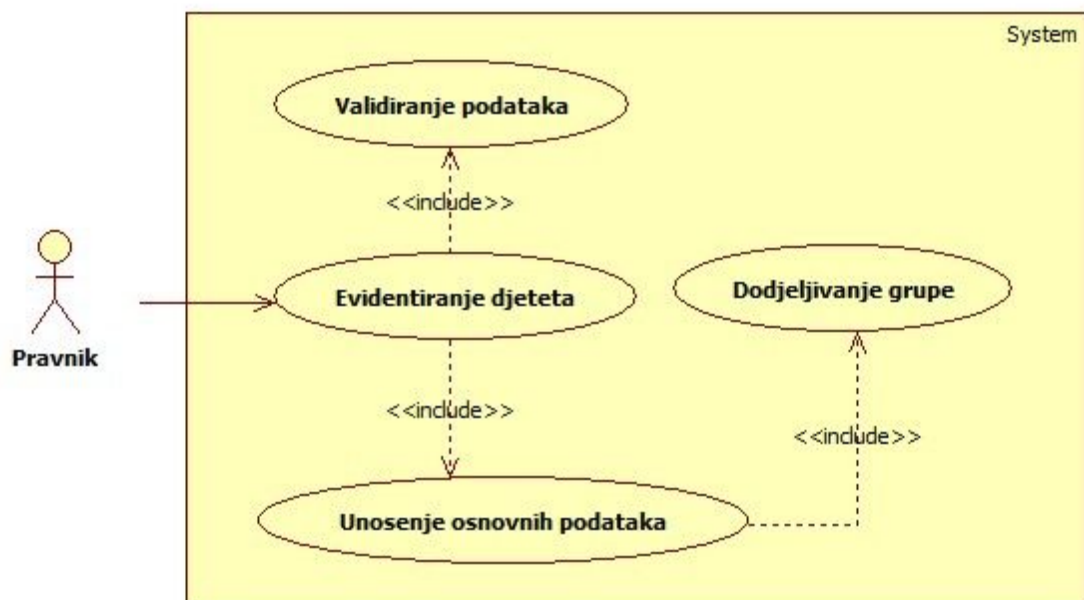 System
Validiranje podataka
<<include>>
Evidentiranje djeteta
Dodjeljivanje grupe
Pravnik
<<include>>
<<include>>
Unosenje osnovnih podataka